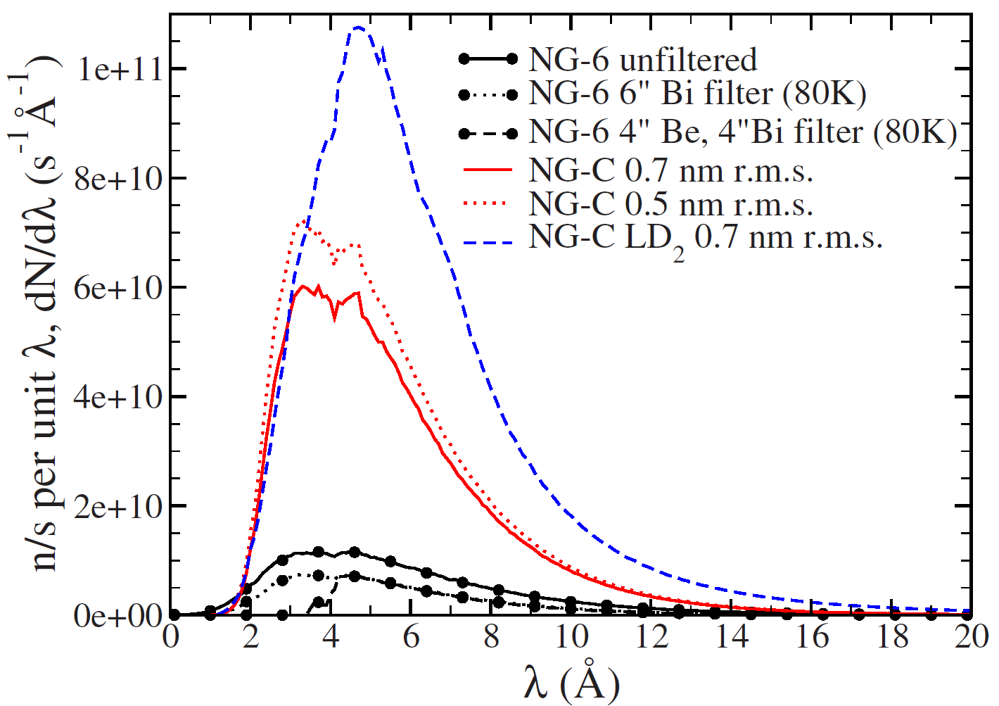 n/s per unit λ, dN/dλ (s⁻¹Å⁻¹)
1e+11
8e+10
6e+10
4e+10
2e+10
0e+00
NG-6 unfiltered
NG-6 6" Bi filter (80K)
NG-6 4" Be, 4"Bi filter (80K)
NG-C 0.7 nm r.m.s.
NG-C 0.5 nm r.m.s.
NG-C LD₂ 0.7 nm r.m.s.
0 2 4 6 8 10 12 14 16 18 20
λ (Å)